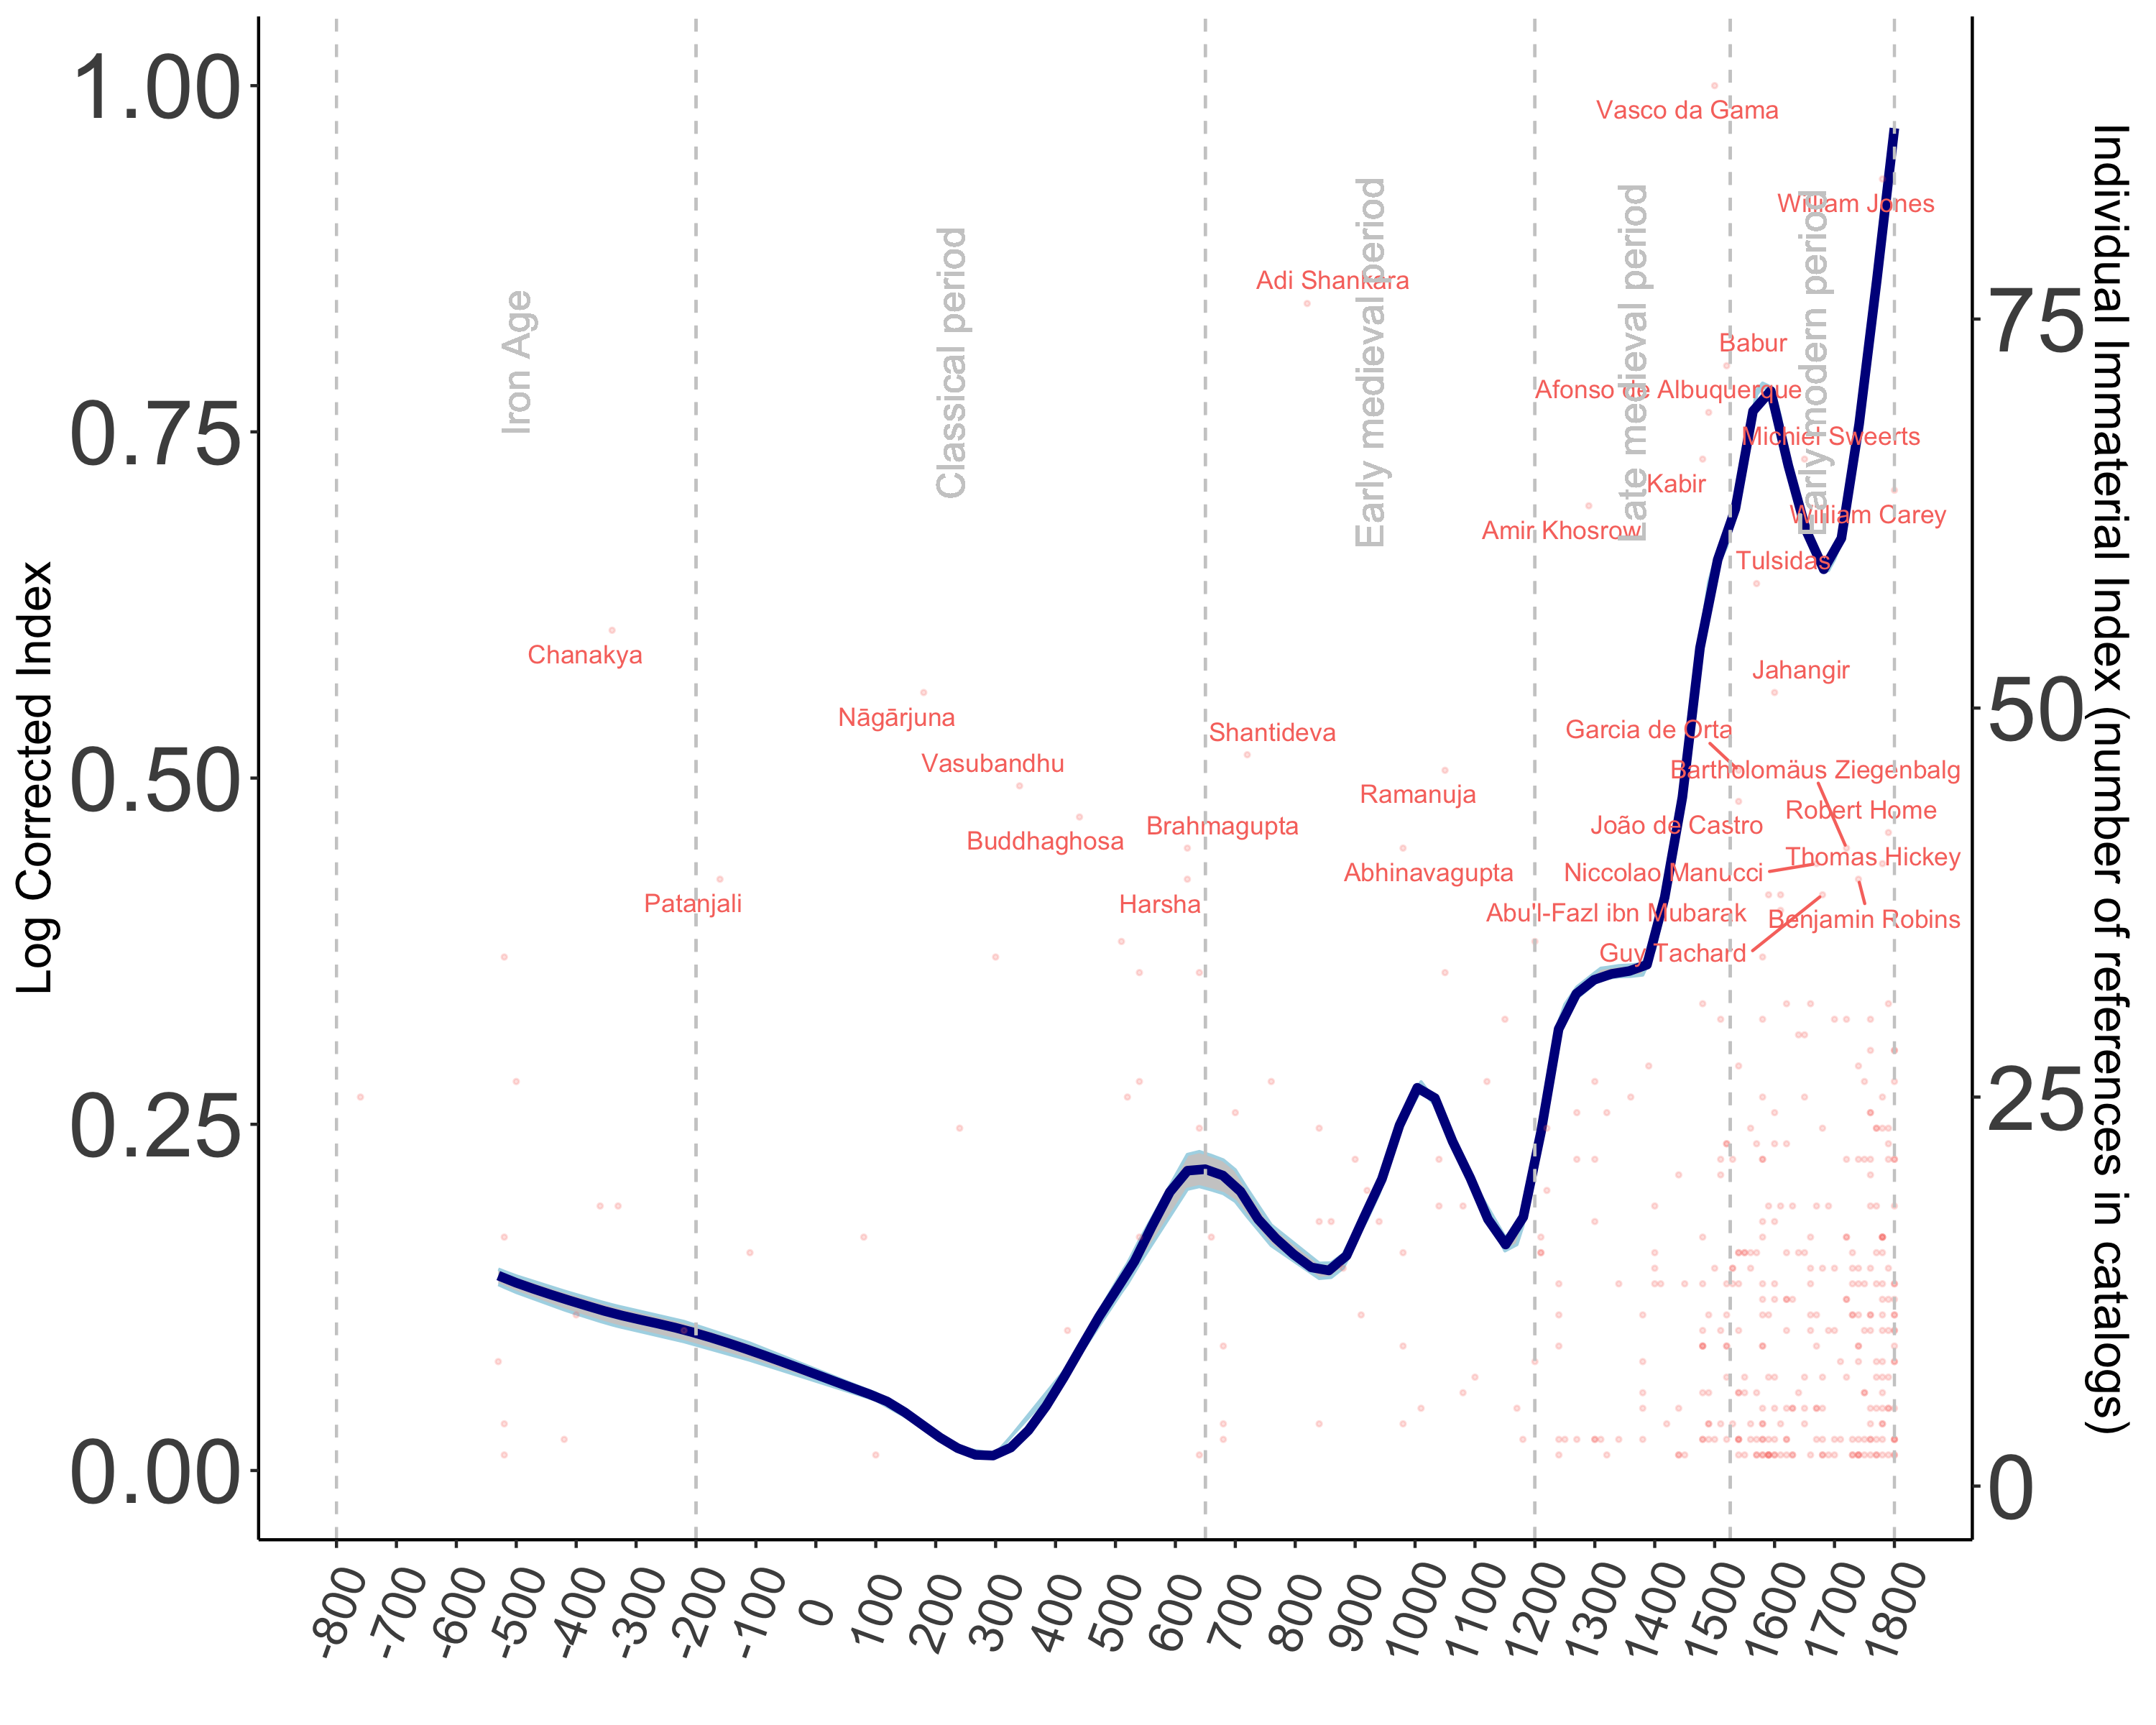 1.00
0.75
0.50
0.25
0.00
Log Corrected Index
75
50
25
0
Individual Immaterial Index (number of references in catalogs)
Iron Age
Classical period
Early medieval period
Late medieval period
Early modern period
Vasco da Gama
William Jones
Adi Shankara
Babur
Afonso de Albuquerque
Michiel Sweerts
Kabir
William Carey
Amir Khosrow
Tulsidas
Chanakya
Jahangir
Nāgārjuna
Shantideva
Garcia de Orta
Vasubandhu
Bartholomäus Ziegenbalg
Ramanuja
Robert Home
Brahmagupta
João de Castro
Buddhaghosa
Thomas Hickey
Abhinavagupta
Niccolao Manucci
Patanjali
Harsha
Abu'l-Fazl ibn Mubarak
Benjamin Robins
Guy Tachard
-800
-700
-600
-500
-400
-300
-200
-100
0
100
200
300
400
500
600
700
800
900
1000
1100
1200
1300
1400
1500
1600
1700
1800